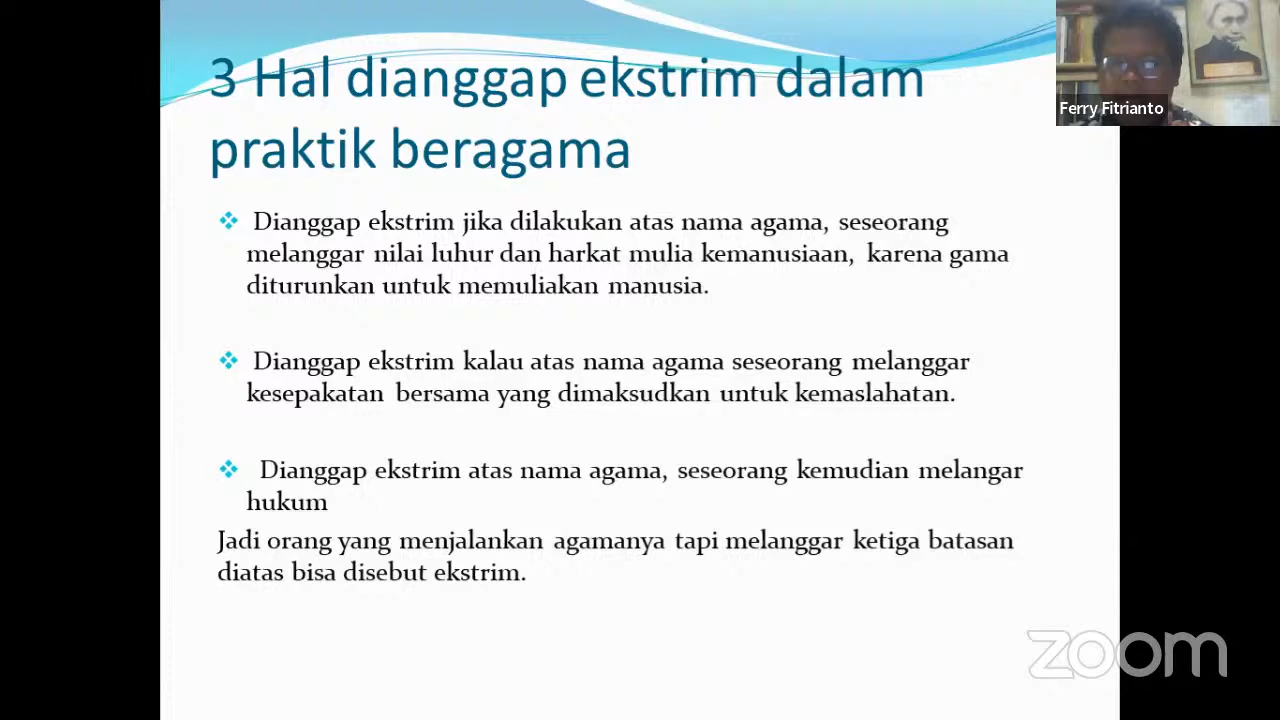 3 Hal dianggap ekstrim dalam
praktik beragama
Ferry Fitrianto
Dianggap ekstrim jika dilakukan atas nama agama, seseorang
melanggar nilai luhur dan harkat mulia kemanusiaan, karena gama
diturunkan untuk memuliakan manusia.
Dianggap ekstrim kalau atas nama agama seseorang melanggar
kesepakatan bersama yang dimaksudkan untuk kemaslahatan.
Dianggap ekstrim atas nama agama, seseorang kemudian melangar
hukum
Jadi orang yang menjalankan agamanya tapi melanggar ketiga batasan
diatas bisa disebut ekstrim.
zoom